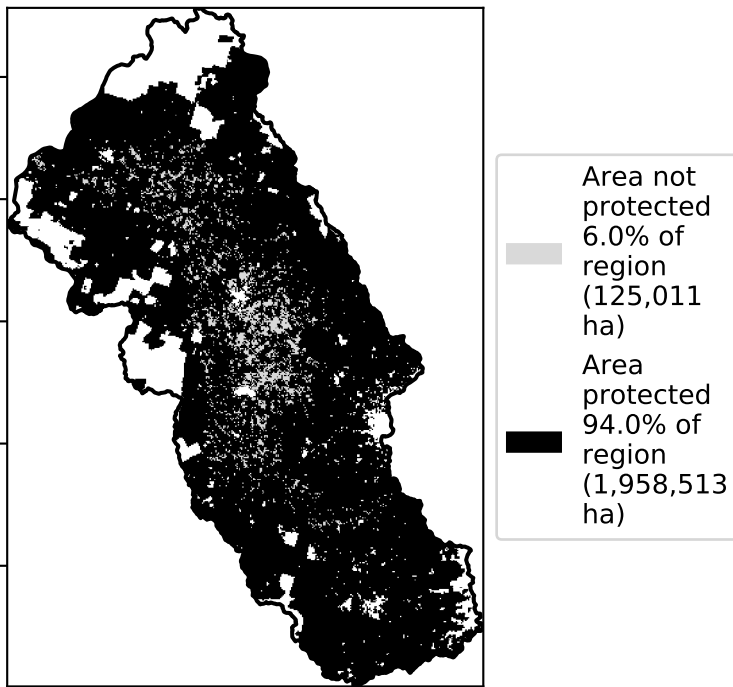 Area not
protected
6.0% of
region
(125,011
ha)
Area
protected
94.0% of
region
(1,958,513
ha)